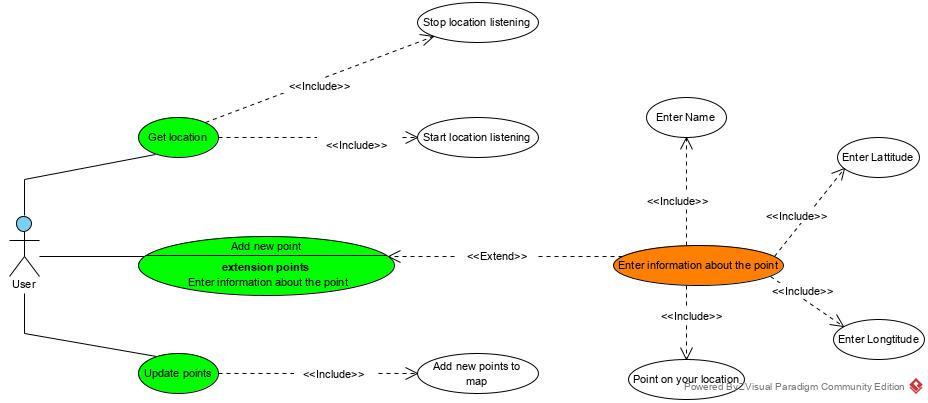 Stop location listening
<<Include>>
Enter Name
Get location
<<Include>>
Start location listening
Enter Lattitude
<<Include>>
<<Include>>
Add new point
extension points
Enter information about the point
<<Extend>>
Enter information about the point
User
<<Include>>
<<Include>>
Enter Longtitude
Update points
<<Include>>
Add new points to
map
Point on your location
Powered By Visual Paradigm Community Edition